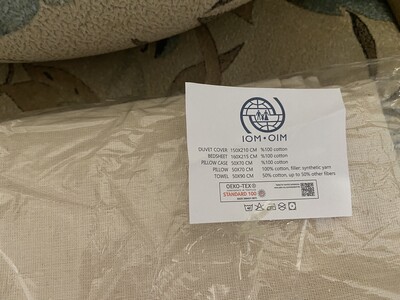 IOM•OIM
DUVET COVER 150X210 CM %100 cotton
BEDSHEET 160X215 CM %100 cotton
PILLOW CASE 50X70 CM %100 cotton
PILLOW 50X70 CM 100% cotton, filler: synthetic yarn
TOWEL 50X90 CM 50% cotton, up to 50% other fibers
OEKO-TEX®
STANDARD 100